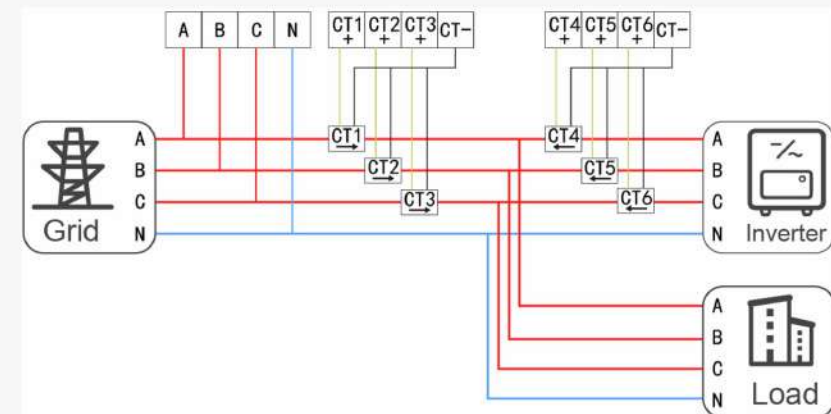 A B C N
CT1 + CT2 + CT3 + CT-
CT4 + CT5 + CT6 + CT-
A CT1 CT4 A
B CT2 CT5 B
C CT3 CT6 C
Grid N N Inverter
A
B
C
N Load